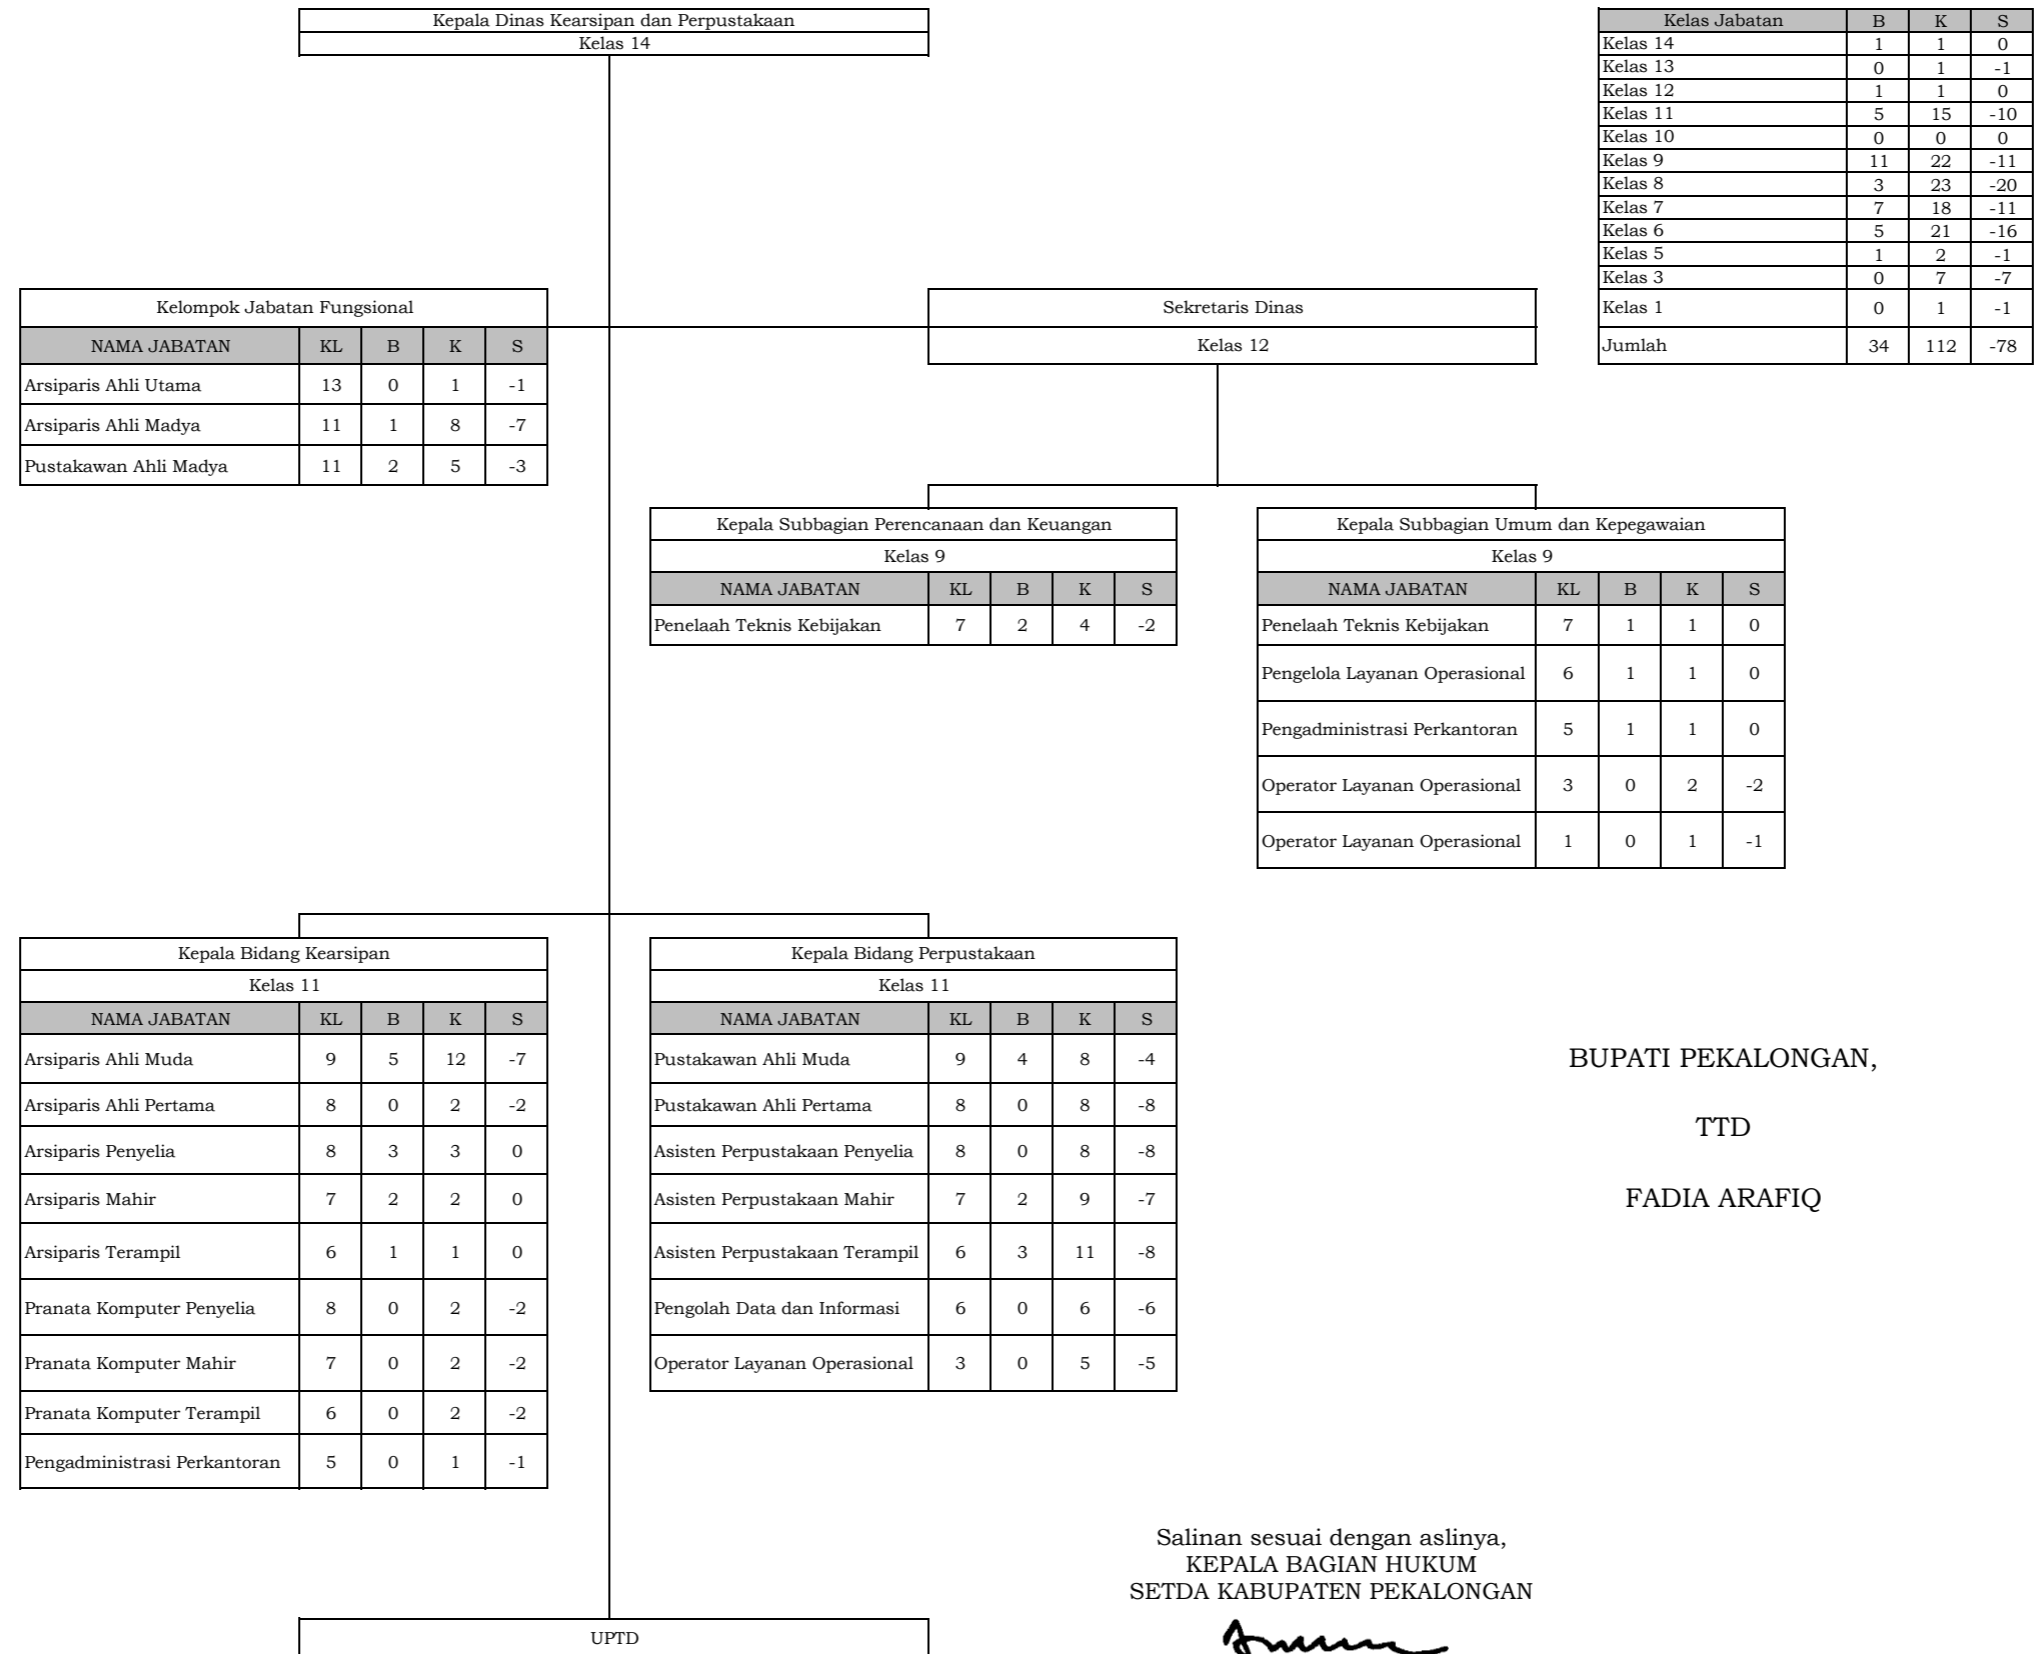 Kepala Dinas Kearsipan dan Perpustakaan
Kelas 14
Kelas Jabatan B K S
Kelas 14 1 1 0
Kelas 13 0 1 -1
Kelas 12 1 1 0
Kelas 11 5 15 -10
Kelas 10 0 0 0
Kelas 9 11 22 -11
Kelas 8 3 23 -20
Kelas 7 7 18 -11
Kelas 6 5 21 -16
Kelas 5 1 2 -1
Kelas 3 0 7 -7
Kelas 1 0 1 -1
Jumlah 34 112 -78
Kelompok Jabatan Fungsional
NAMA JABATAN KL B K S
Arsiparis Ahli Utama 13 0 1 -1
Arsiparis Ahli Madya 11 1 8 -7
Pustakawan Ahli Madya 11 2 5 -3
Sekretaris Dinas
Kelas 12
Kepala Subbagian Perencanaan dan Keuangan
Kelas 9
NAMA JABATAN KL B K S
Penelaah Teknis Kebijakan 7 2 4 -2
Kepala Subbagian Umum dan Kepegawaian
Kelas 9
NAMA JABATAN KL B K S
Penelaah Teknis Kebijakan 7 1 1 0
Pengelola Layanan Operasional 6 1 1 0
Pengadministrasi Perkantoran 5 1 1 0
Operator Layanan Operasional 3 0 2 -2
Operator Layanan Operasional 1 0 1 -1
Kepala Bidang Kearsipan
Kelas 11
NAMA JABATAN KL B K S
Arsiparis Ahli Muda 9 5 12 -7
Arsiparis Ahli Pertama 8 0 2 -2
Arsiparis Penyelia 8 3 3 0
Arsiparis Mahir 7 2 2 0
Arsiparis Terampil 6 1 1 0
Pranata Komputer Penyelia 8 0 2 -2
Pranata Komputer Mahir 7 0 2 -2
Pranata Komputer Terampil 6 0 2 -2
Pengadministrasi Perkantoran 5 0 1 -1
Kepala Bidang Perpustakaan
Kelas 11
NAMA JABATAN KL B K S
Pustakawan Ahli Muda 9 4 8 -4
Pustakawan Ahli Pertama 8 0 8 -8
Asisten Perpustakaan Penyelia 8 0 8 -8
Asisten Perpustakaan Mahir 7 2 9 -7
Asisten Perpustakaan Terampil 6 3 11 -8
Pengolah Data dan Informasi 6 0 6 -6
Operator Layanan Operasional 3 0 5 -5
BUPATI PEKALONGAN,
TTD
FADIA ARAFIQ
Salinan sesuai dengan aslinya,
KEPALA BAGIAN HUKUM
SETDA KABUPATEN PEKALONGAN
UPTD